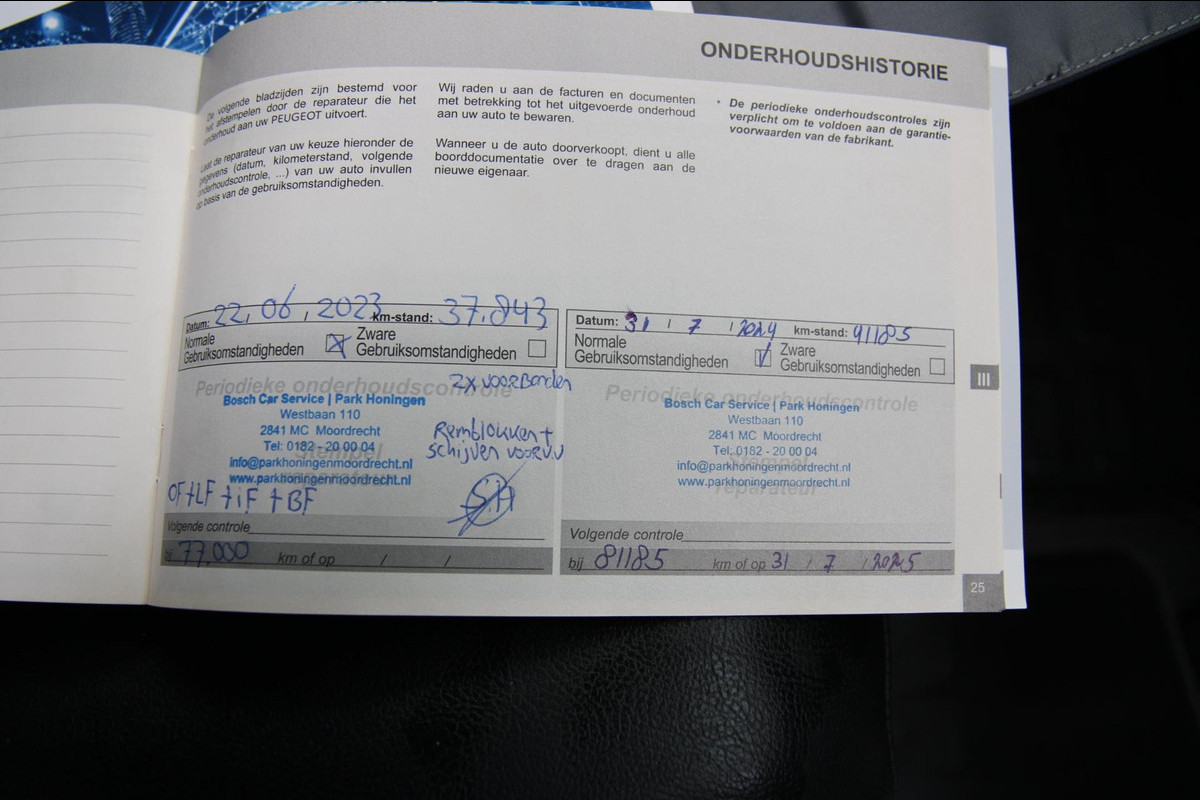 ONDERHOUDSHISTORIE
De volgende bladzijden zijn bestemd voor
het afstempelen door de reparateur die het
onderhoud aan uw PEUGEOT uitvoert.
Laat de reparateur van uw keuze hieronder de
gegevens (datum, kilometerstand, volgende
onderhoudscontrole, ...) van uw auto invullen
op basis van de gebruiksomstandigheden.
Wij raden u aan de facturen en documenten
met betrekking tot het uitgevoerde onderhoud
aan uw auto te bewaren.
Wanneer u de auto doorverkoopt, dient u alle
boorddocumentatie over te dragen aan de
nieuwe eigenaar.
• De periodieke onderhoudscontroles zijn
verplicht om te voldoen aan de garantie-
voorwaarden van de fabrikant.
Datum: 22, 06, 2023 km-stand: 37.843
Normale
Gebruiksomstandigheden
Zware
Gebruiksomstandigheden
Periodieke onderhoudscontrole
2x voorbanden
Bosch Car Service | Park Honingen
Westbaan 110
2841 MC Moordrecht
Tel: 0182 - 20 00 04
info@parkhoningenmoordrecht.nl
www.parkhoningenmoordrecht.nl
Stempel
reparateur
Remblokken +
schijven voor
OF + LF + iF + BF
S.H
Volgende controle
bij 77.000 km of op / /
Datum: 31 / 7 / 2024 km-stand: 41185
Normale
Gebruiksomstandigheden
Zware
Gebruiksomstandigheden
Periodieke onderhoudscontrole
Bosch Car Service | Park Honingen
Westbaan 110
2841 MC Moordrecht
Tel: 0182 - 20 00 04
info@parkhoningenmoordrecht.nl
www.parkhoningenmoordrecht.nl
Stempel
reparateur
Volgende controle
bij 81185 km of op 31 / 7 / 2025
III
25